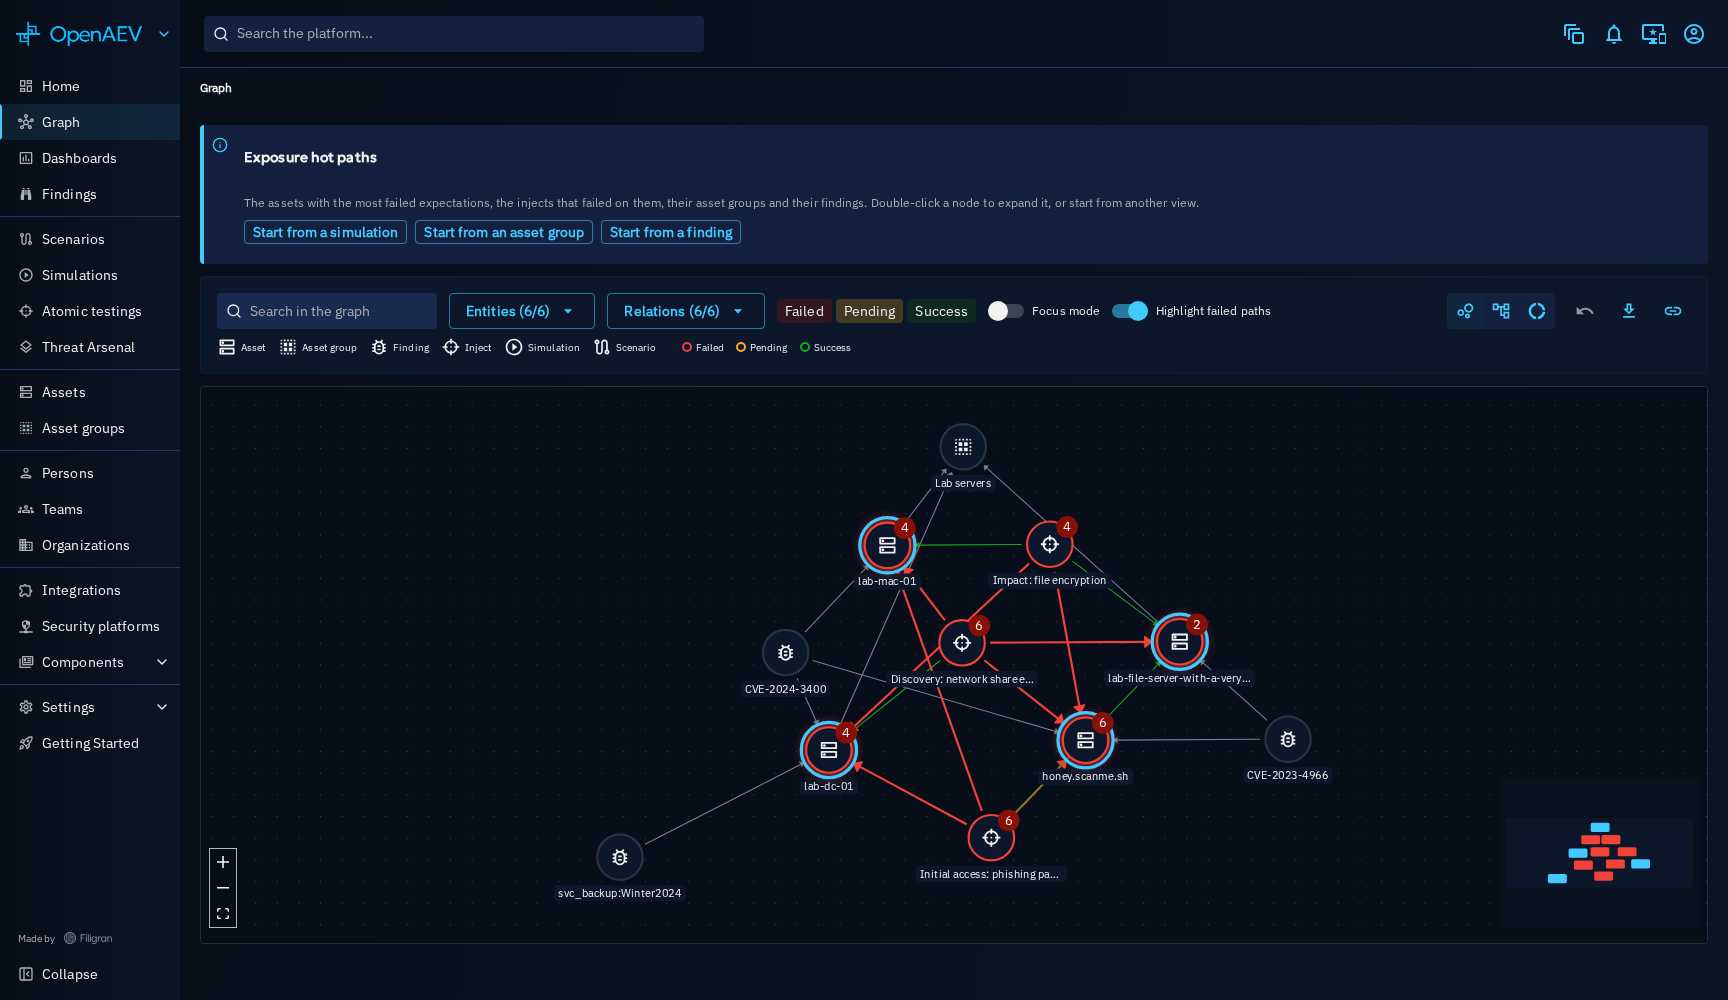 OpenAEV
Search the platform...
Home
Graph
Dashboards
Findings
Scenarios
Simulations
Atomic testings
Threat Arsenal
Assets
Asset groups
Persons
Teams
Organizations
Integrations
Security platforms
Components
Settings
Getting Started
Made by Filigran
Collapse
Graph
Exposure hot paths
The assets with the most failed expectations, the injects that failed on them, their asset groups and their findings. Double-click a node to expand it, or start from another view.
Start from a simulation Start from an asset group Start from a finding
Search in the graph Entities (6/6) Relations (6/6) Failed Pending Success Focus mode Highlight failed paths
Asset Asset group Finding Inject Simulation Scenario Failed Pending Success
Lab servers
4
lab-mac-01
4
Impact: file encryption
6
Discovery: network share e...
2
lab-file-server-with-a-very...
CVE-2024-3400
4
lab-dc-01
6
honey.scanme.sh
CVE-2023-4966
6
Initial access: phishing pa...
svc_backup:Winter2024